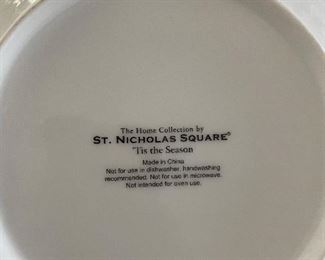 The Home Collection by
ST. NICHOLAS SQUARE®
'Tis the Season
Made in China
Not for use in dishwasher, handwashing
recommended. Not for use in microwave.
Not intended for oven use.